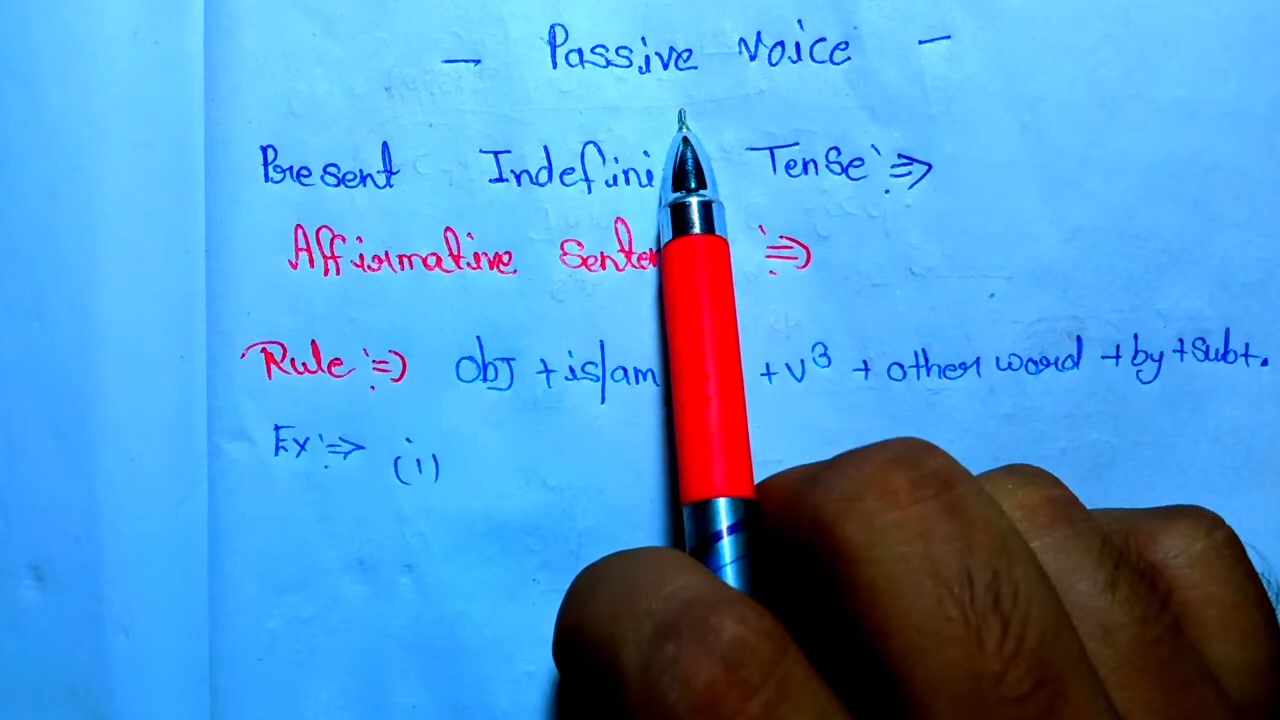 - Passive Voice -
Present Indefini Tense :⇒
Affirmative Senten :⇒
Rule :⇒ Obj + is/am + V³ + other word + by + Subt.
Ex :⇒ (i)